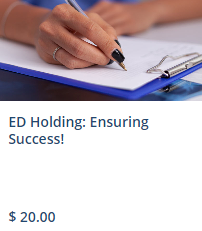 ED Holding: Ensuring
Success!
$ 20.00